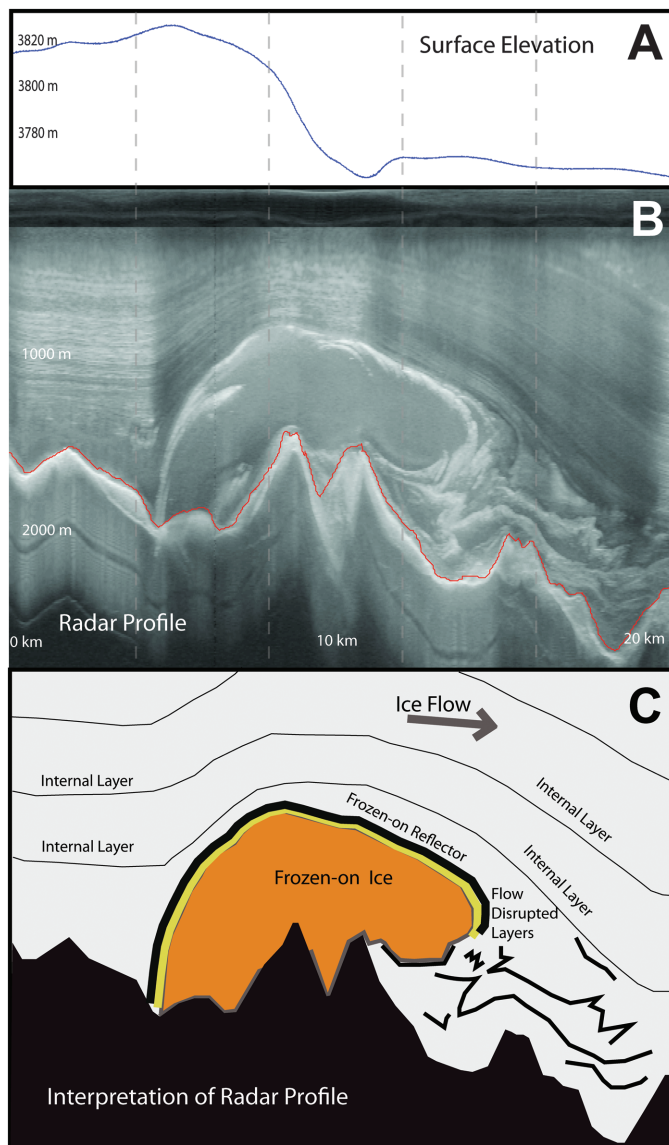 3820 m
Surface Elevation
A
3800 m
3780 m
B
1000 m
2000 m
Radar Profile
0 km
10 km
20 km
C
Ice Flow
Internal Layer
Internal Layer
Internal Layer
Internal Layer
Frozen-on Reflector
Frozen-on Ice
Flow
Disrupted
Layers
Interpretation of Radar Profile